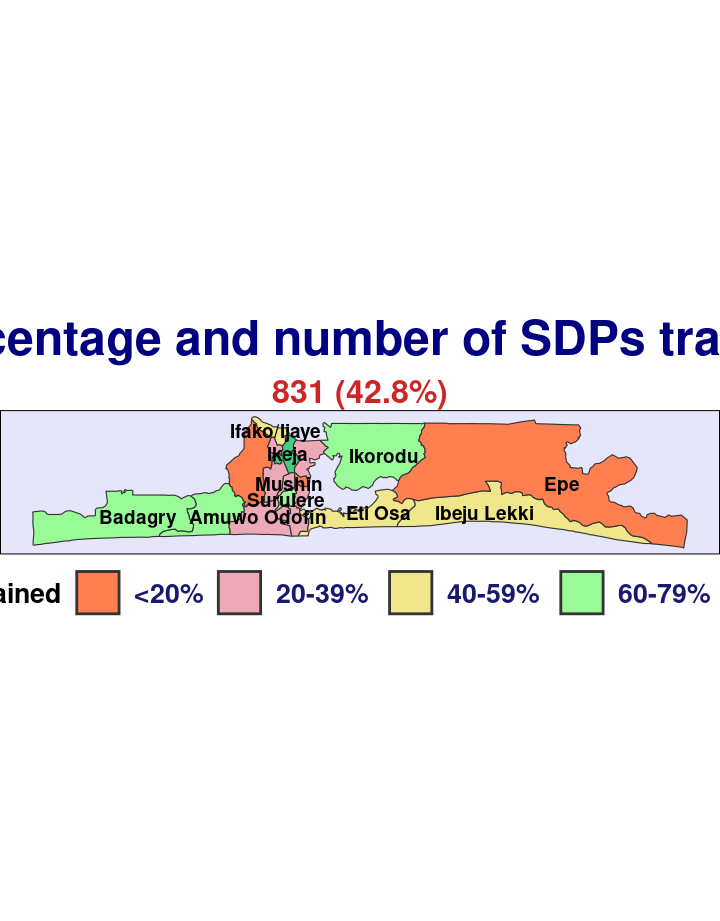 centage and number of SDPs tra
831 (42.8%)
Ifako/Ijaye
Ikeja
Ikorodu
Mushin
Epe
Surulere
Badagry
Amuwo Odofin
Eti Osa
Ibeju Lekki
ained
<20%
20-39%
40-59%
60-79%